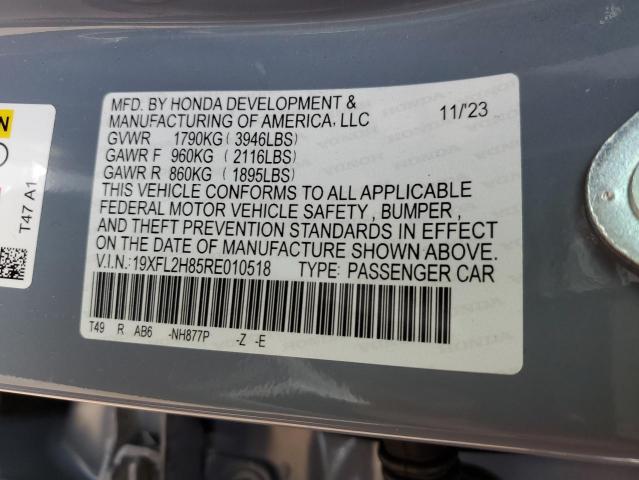 MFD. BY HONDA DEVELOPMENT &
MANUFACTURING OF AMERICA, LLC 11/'23
GVWR 1790KG ( 3946LBS)
GAWR F 960KG ( 2116LBS)
GAWR R 860KG ( 1895LBS)
THIS VEHICLE CONFORMS TO ALL APPLICABLE
FEDERAL MOTOR VEHICLE SAFETY , BUMPER ,
AND THEFT PREVENTION STANDARDS IN EFFECT
ON THE DATE OF MANUFACTURE SHOWN ABOVE.
V.I.N.: 19XFL2H85RE010518 TYPE: PASSENGER CAR
T49 R AB6 -NH877P -Z -E
T47 A1
HONDA